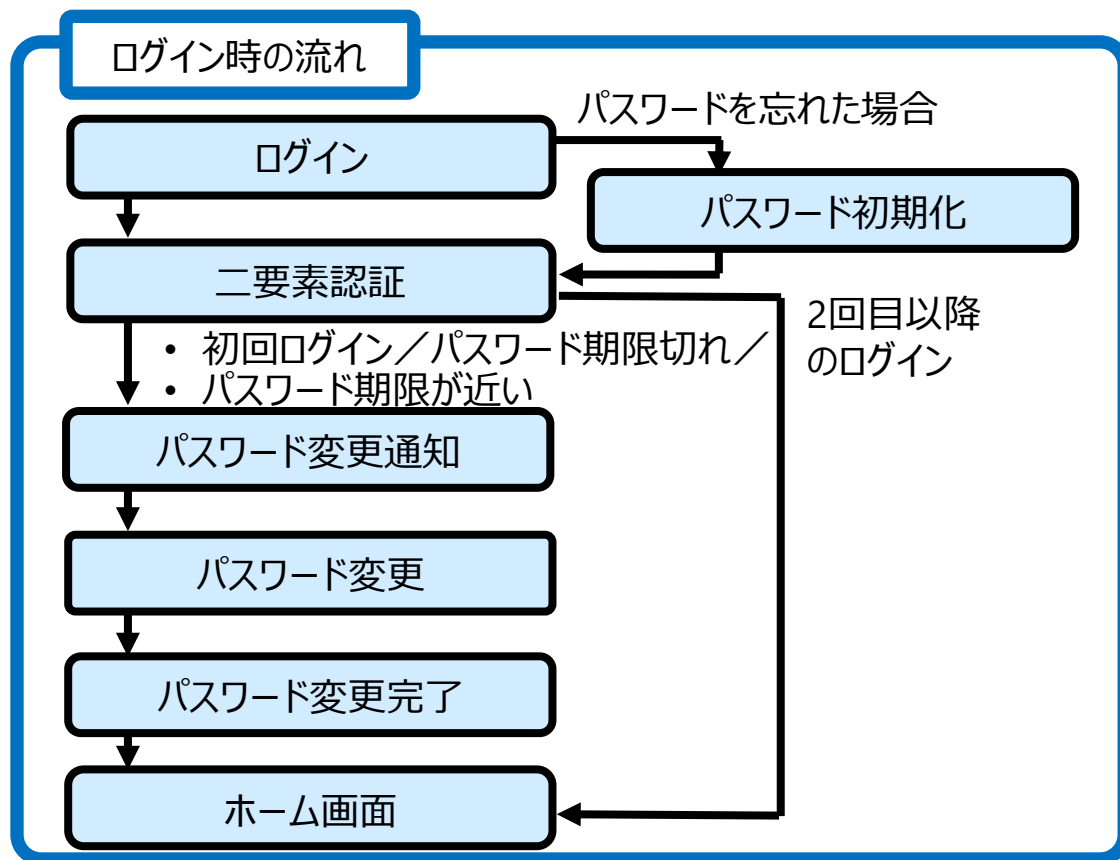 ログイン時の流れ
パスワードを忘れた場合
ログイン
パスワード初期化
二要素認証
2回目以降
のログイン
• 初回ログイン／パスワード期限切れ／
• パスワード期限が近い
パスワード変更通知
パスワード変更
パスワード変更完了
ホーム画面